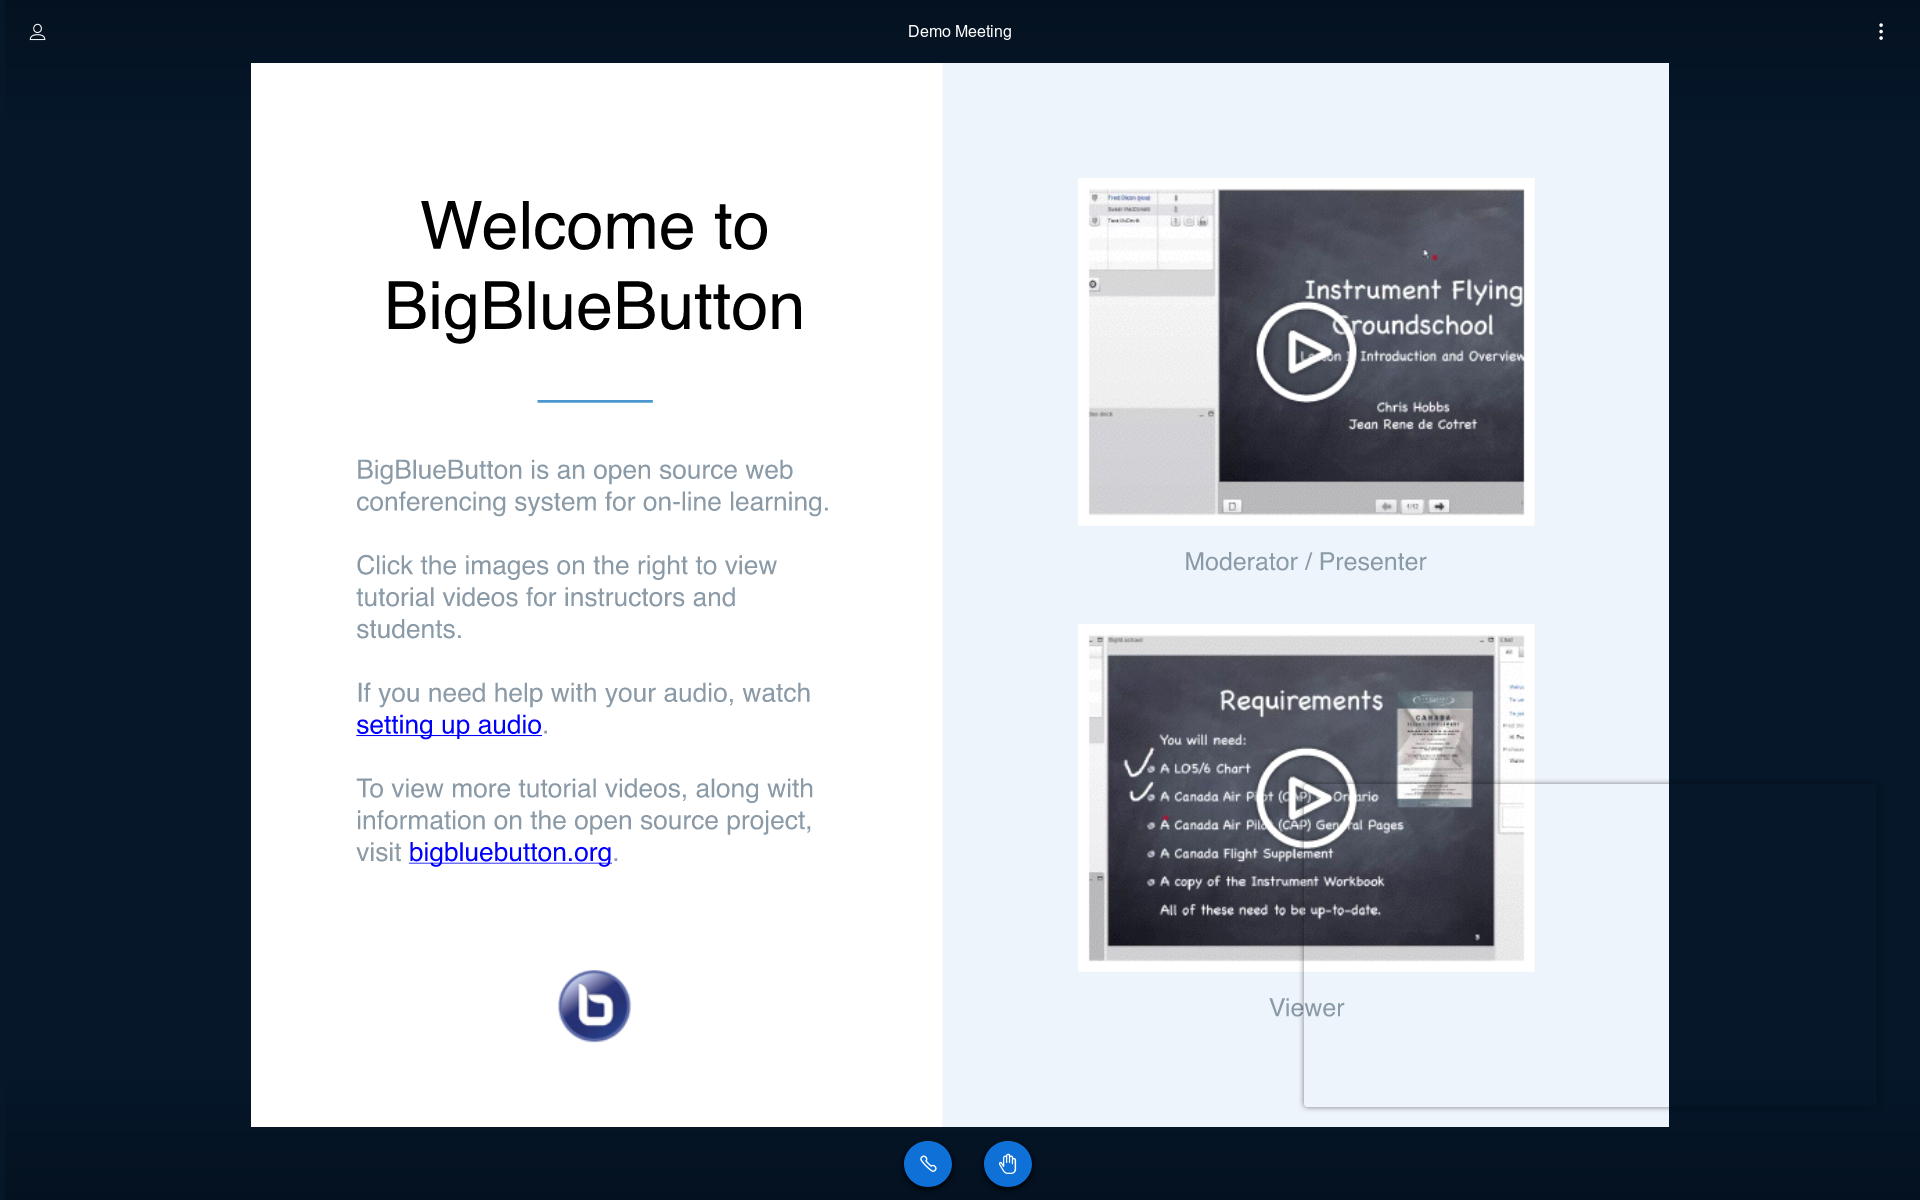 Demo Meeting
Welcome to
BigBlueButton
BigBlueButton is an open source web
conferencing system for on-line learning.
Click the images on the right to view
tutorial videos for instructors and
students.
If you need help with your audio, watch
setting up audio.
To view more tutorial videos, along with
information on the open source project,
visit bigbluebutton.org.
Instrument Flying
Groundschool
Introduction and Overview
Chris Hobbs
Jean Rene de Cotret
1/12
Moderator / Presenter
Requirements
CANADA
You will need:
A LO5/6 Chart
A Canada Air Pilot (CAP) Ontario
A Canada Air Pilot (CAP) General Pages
A Canada Flight Supplement
A copy of the Instrument Workbook
All of these need to be up-to-date.
Viewer